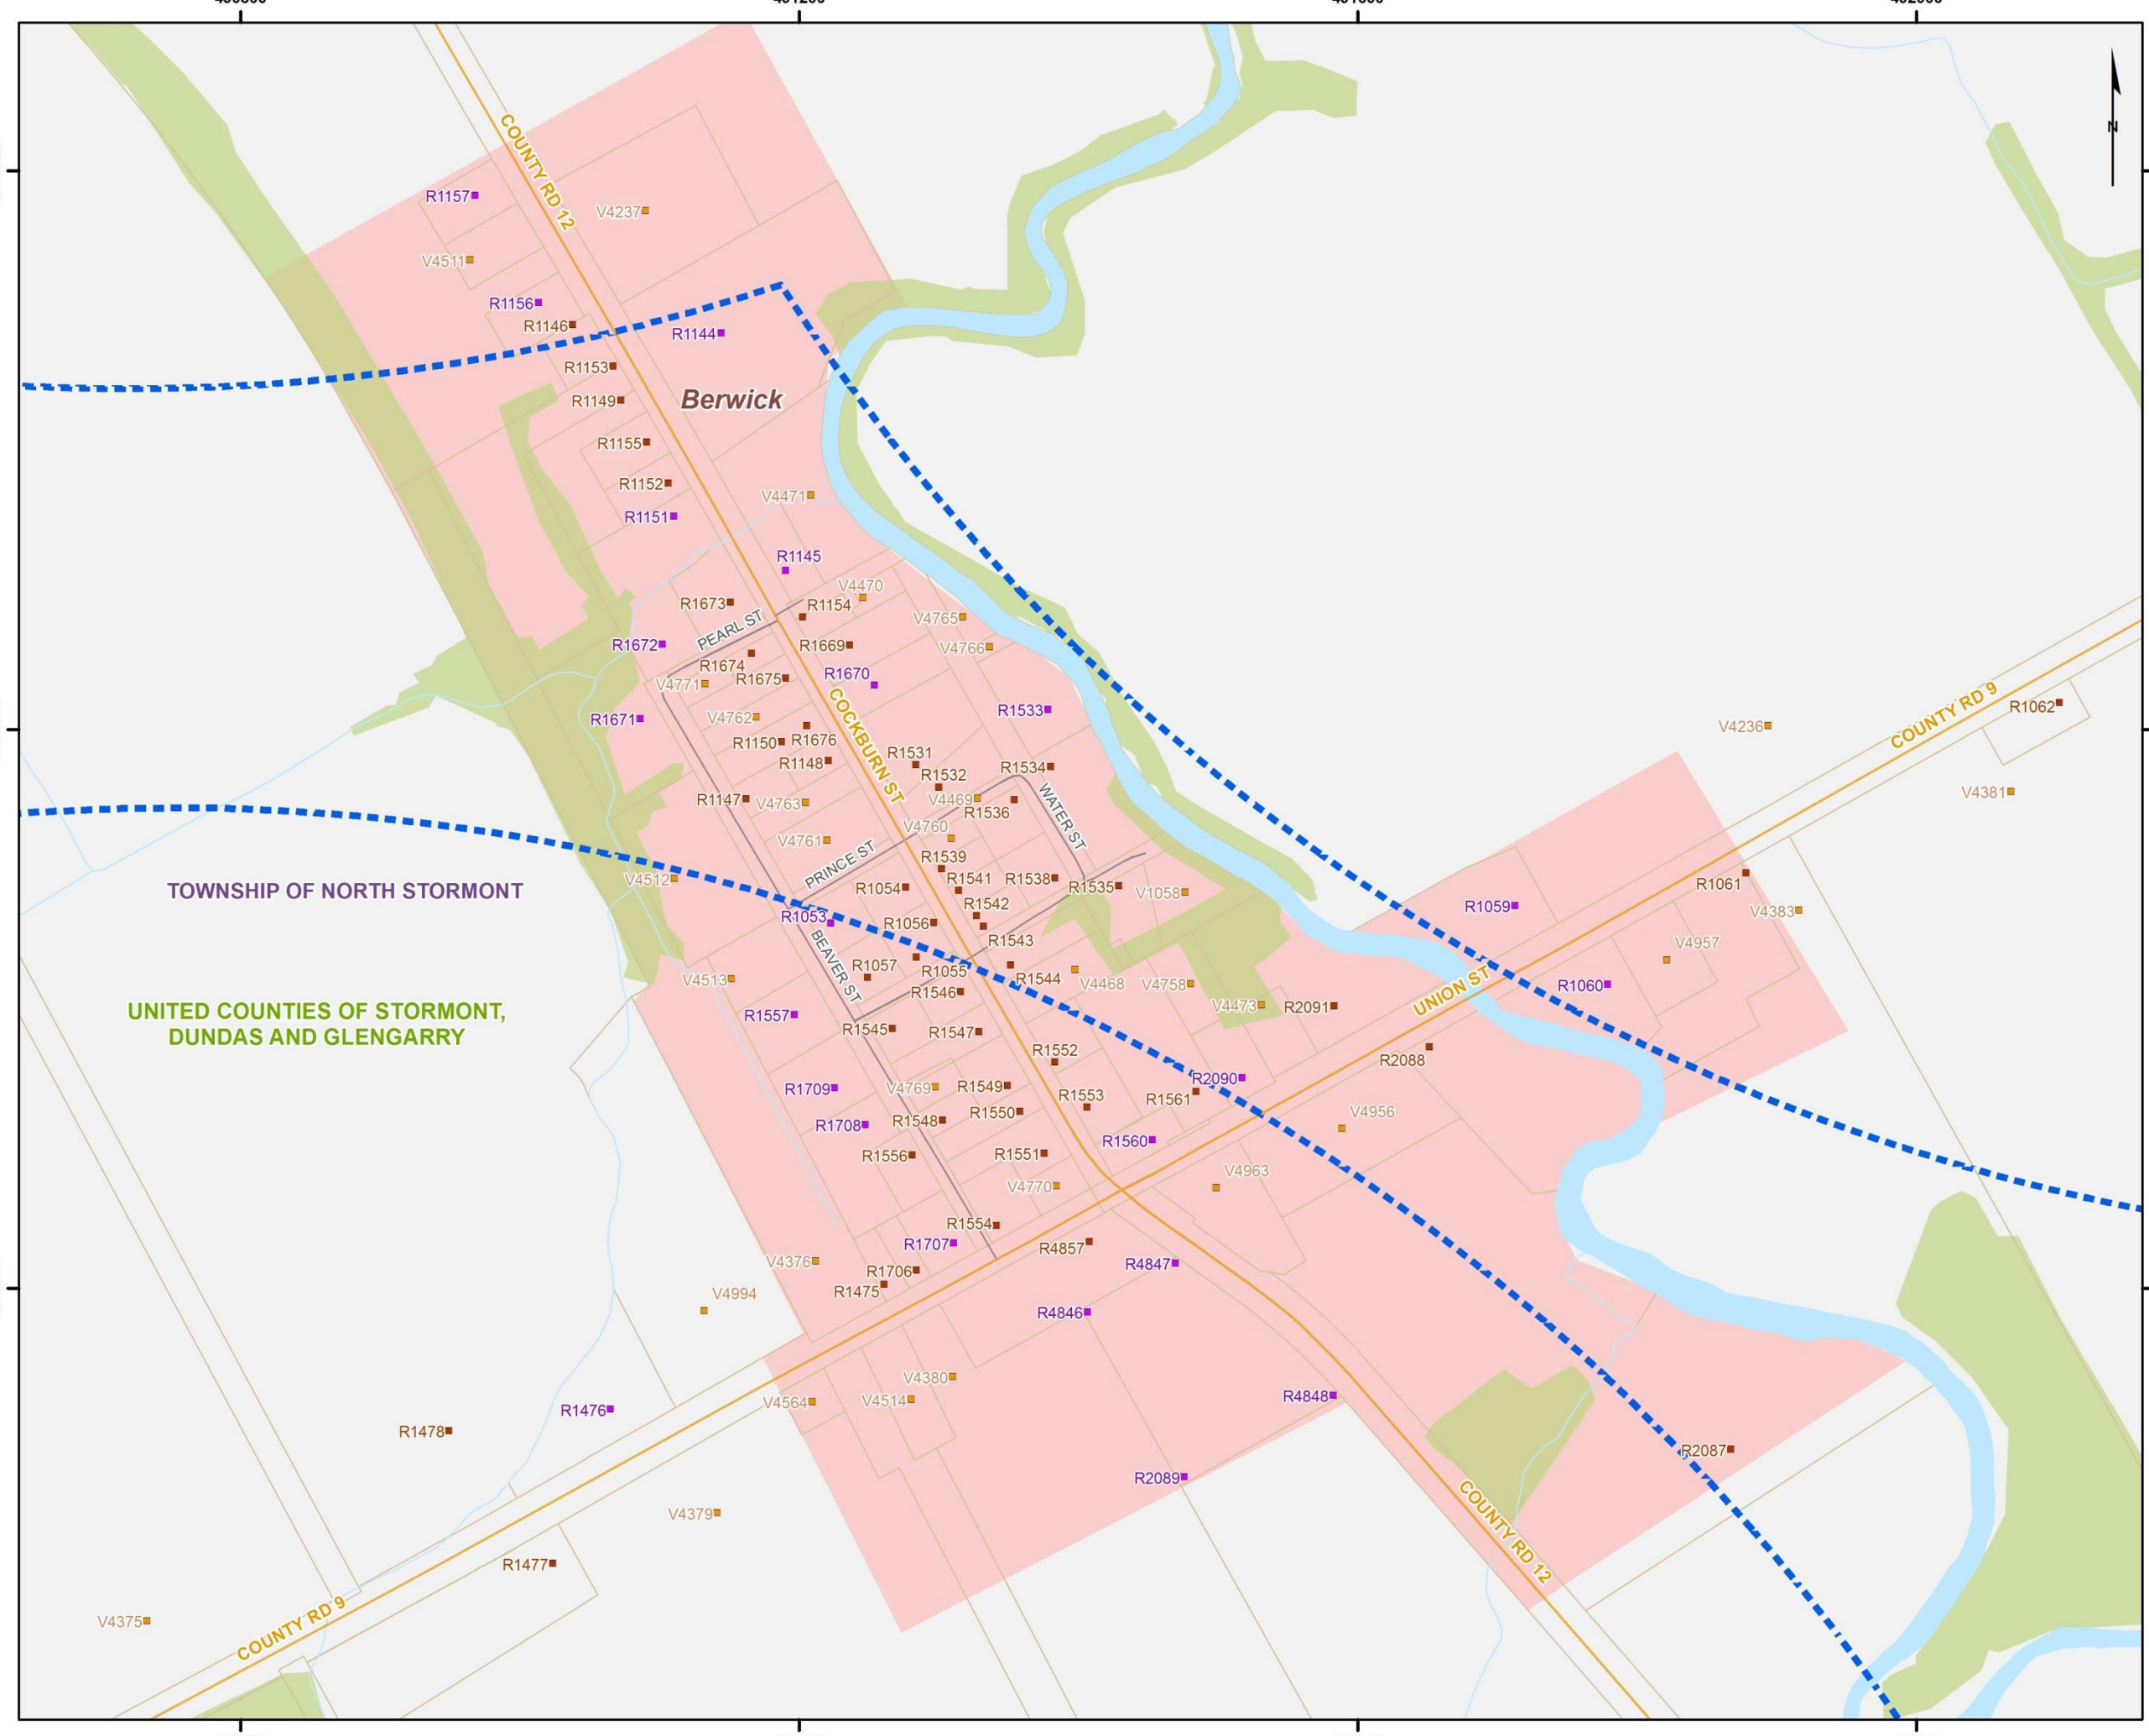 N
COUNTY RD 12
R1157
V4237
V4511
R1156
R1146
R1144
R1153
Berwick
R1149
R1155
R1152
V4471
R1151
R1145
V4470
R1673
R1154
PEARL ST
V4765
R1672
R1669
V4766
R1674
R1670
R1675
V4771
COUNTY RD 9
R1062
R1533
V4762
R1671
V4236
COCKBURN ST
R1150
R1676
R1531
R1148
R1534
R1532
V4381
R1147
V4763
V4469
R1536
WATER ST
V4760
V4761
PRINCE ST
R1539
TOWNSHIP OF NORTH STORMONT
V4512
R1054
R1541
R1538
R1535
V1058
R1061
R1542
R1059
V4383
R1053
R1056
R1543
V4957
BEAVER ST
R1057
R1055
V4513
R1544
V4468
V4758
R1060
UNION ST
R1546
V4473
R2091
UNITED COUNTIES OF STORMONT,
DUNDAS AND GLENGARRY
R1557
R1545
R1547
R1552
R2088
R2090
R1709
V4769
R1549
R1553
R1561
R1550
V4956
R1708
R1548
R1560
R1556
R1551
V4963
V4770
R1554
R1707
R4857
V4376
R4847
R1706
R1475
V4994
R4846
V4380
R4848
V4564
V4514
R1476
R1478
R2087
R2089
V4379
COUNTY RD 12
R1477
V4375
COUNTY RD 9